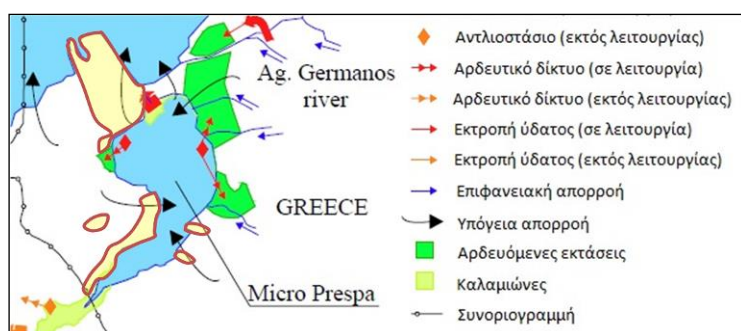 Ag. Germanos
river
GREECE
Micro Prespa
Αντλιοστάσιο (εκτός λειτουργίας)
Αρδευτικό δίκτυο (σε λειτουργία)
Αρδευτικό δίκτυο (εκτός λειτουργίας)
Εκτροπή ύδατος (σε λειτουργία)
Εκτροπή ύδατος (εκτός λειτουργίας)
Επιφανειακή απορροή
Υπόγεια απορροή
Αρδευόμενες εκτάσεις
Καλαμιώνες
Συνοριογραμμή